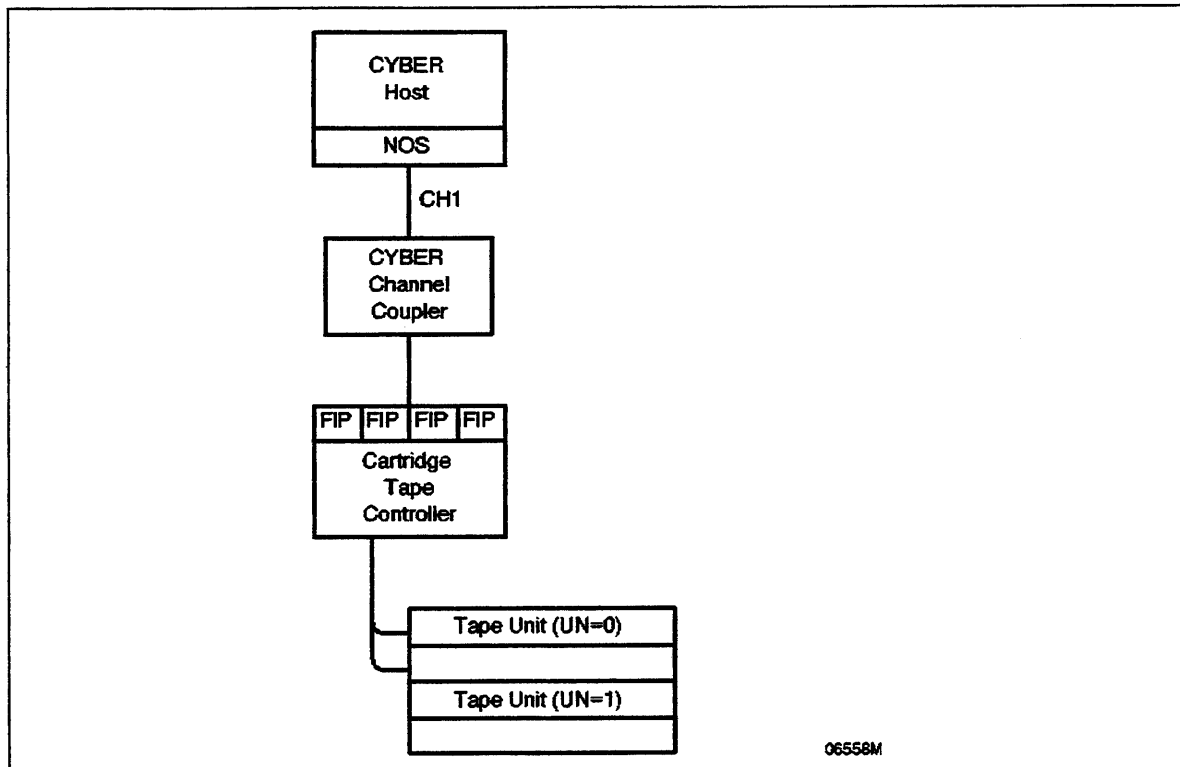 CYBER
Host
NOS
CH1
CYBER
Channel
Coupler
FIP FIP FIP FIP
Cartridge
Tape
Controller
Tape Unit (UN=0)
Tape Unit (UN=1)
06558M